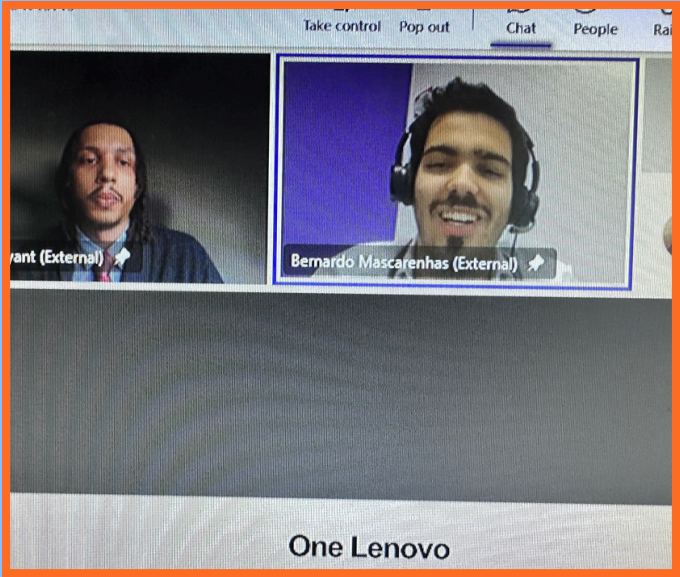 Take control Pop out Chat People
(External)
Bernardo Mascarenhas (External)
One Lenovo